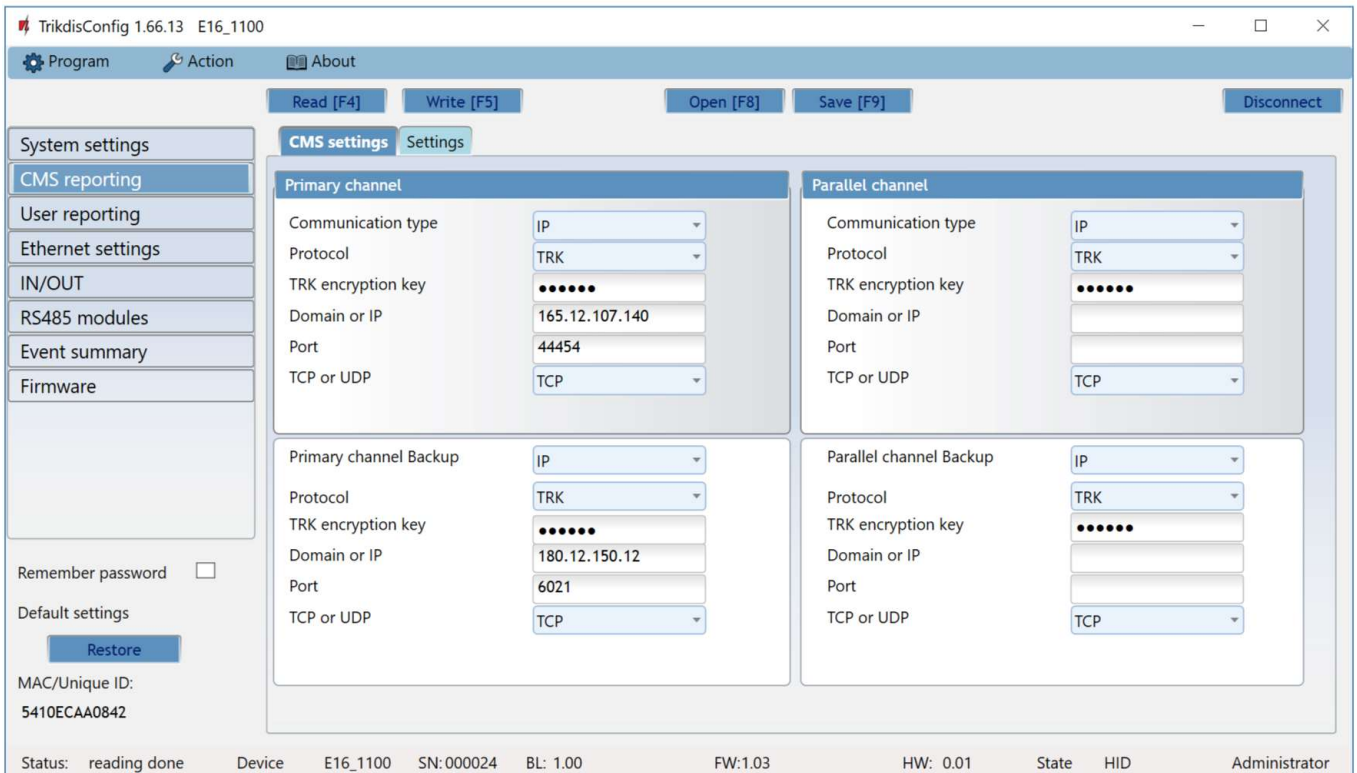 TrikdisConfig 1.66.13 E16_1100
Program Action About
Read [F4] Write [F5] Open [F8] Save [F9] Disconnect
System settings
CMS reporting
User reporting
Ethernet settings
IN/OUT
RS485 modules
Event summary
Firmware
Remember password
Default settings
Restore
MAC/Unique ID:
5410ECAA0842
CMS settings Settings
Primary channel
Communication type IP
Protocol TRK
TRK encryption key ●●●●●●
Domain or IP 165.12.107.140
Port 44454
TCP or UDP TCP
Primary channel Backup IP
Protocol TRK
TRK encryption key ●●●●●●
Domain or IP 180.12.150.12
Port 6021
TCP or UDP TCP
Parallel channel
Communication type IP
Protocol TRK
TRK encryption key ●●●●●●
Domain or IP
Port
TCP or UDP TCP
Parallel channel Backup IP
Protocol TRK
TRK encryption key ●●●●●●
Domain or IP
Port
TCP or UDP TCP
Status: reading done Device E16_1100 SN:000024 BL: 1.00 FW:1.03 HW: 0.01 State HID Administrator